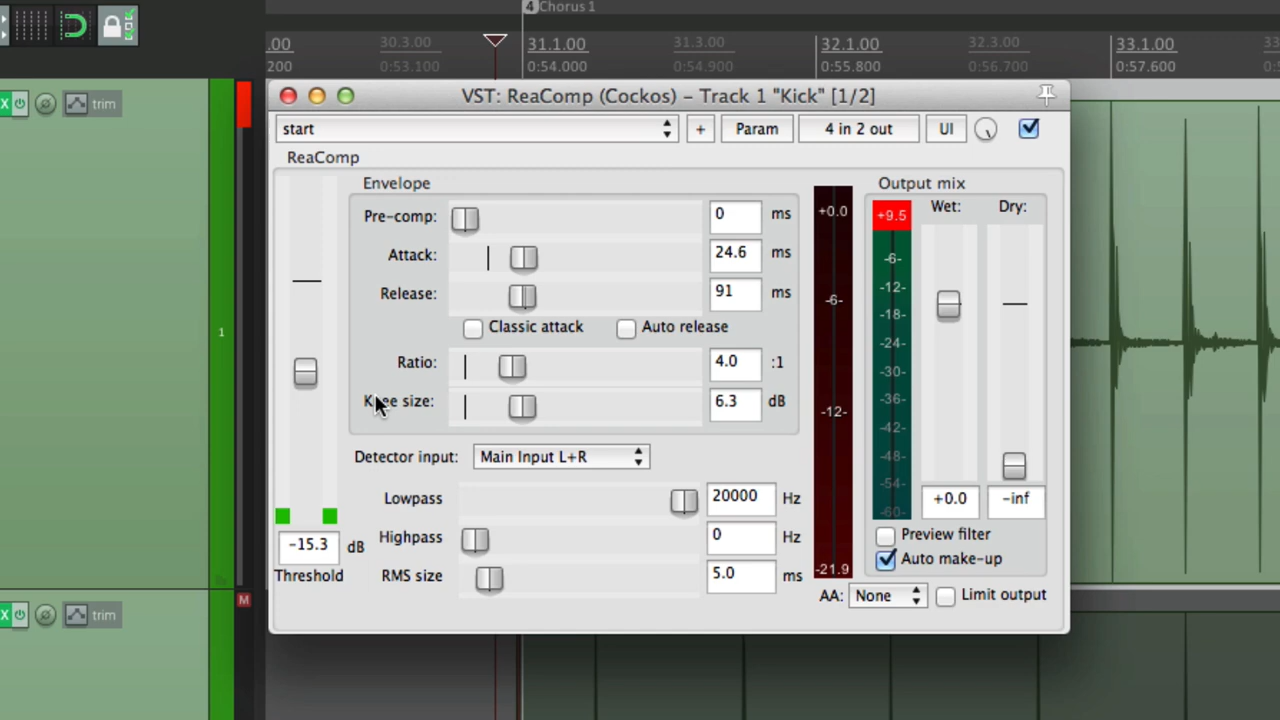 4 Chorus 1
.00 30.3.00 31.1.00 31.3.00 32.1.00 32.3.00 33.1.00 33
200 0:53.100 0:54.000 0:54.900 0:55.800 0:56.700 0:57.600
VST: ReaComp (Cockos) – Track 1 "Kick" [1/2]
X trim
start + Param 4 in 2 out UI
ReaComp
Envelope
Pre-comp: 0 ms
Attack: 24.6 ms
Release: 91 ms
Classic attack Auto release
Ratio: 4.0 :1
Knee size: 6.3 dB
Detector input: Main Input L+R
Lowpass 20000 Hz
Highpass 0 Hz
RMS size 5.0 ms
-15.3 dB
Threshold
+0.0
-6-
-12-
-21.9
Output mix
Wet: Dry:
+9.5
-6-
-12-
-18-
-24-
-30-
-36-
-42-
-48-
-54-
-60-
+0.0 -inf
Preview filter
Auto make-up
AA: None Limit output
1
M
X trim